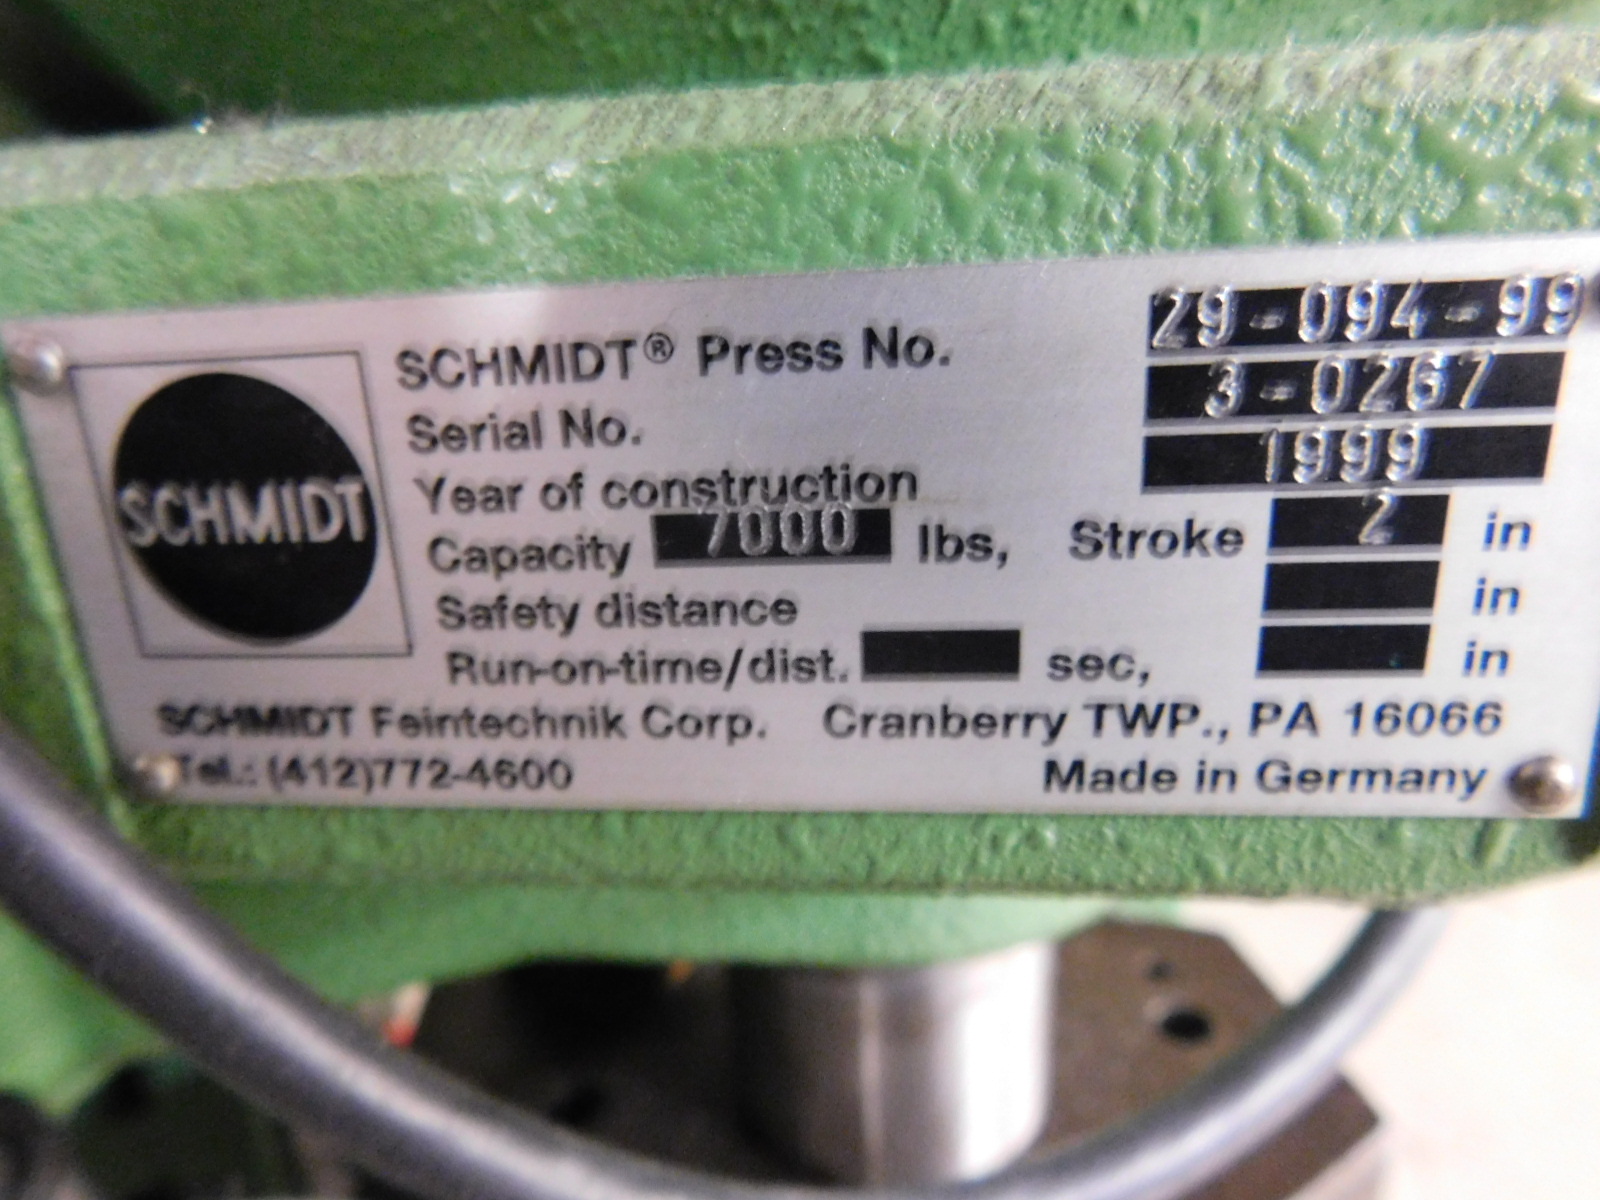 SCHMIDT
SCHMIDT® Press No. 29-094-99
Serial No. 3-0267
Year of construction 1999
Capacity 7000 lbs, Stroke 2 in
Safety distance in
Run-on-time/dist. sec, in
SCHMIDT Feintechnik Corp. Cranberry TWP., PA 16066
Tel.: (412)772-4600 Made in Germany